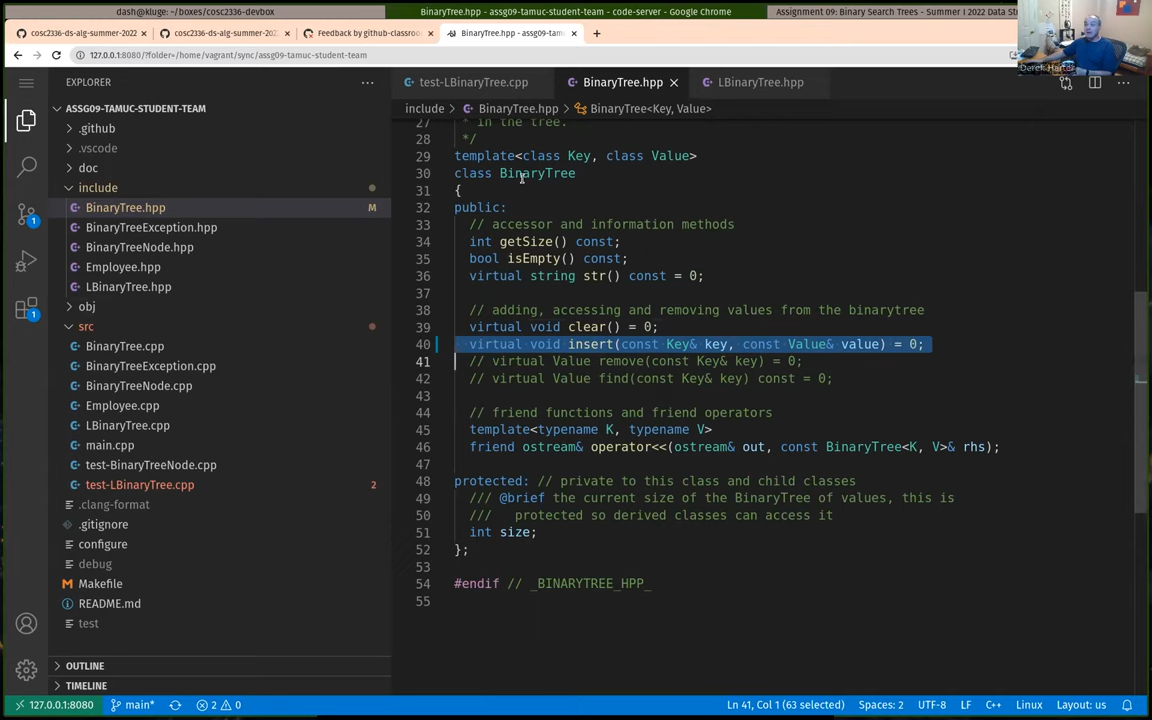 dash@kluge: ~/boxes/cosc2336-devbox
BinaryTree.hpp - assg09-tamuc-student-team - code-server - Google Chrome
Assignment 09: Binary Search Trees - Summer I 2022 Data St
cosc2336-ds-alg-summer-2022
cosc2336-ds-alg-summer-2022
Feedback by github-classroo
BinaryTree.hpp - assg09-tamuc
127.0.0.1:8080/?folder=/home/vagrant/sync/assg09-tamuc-student-team
Derek Harter
EXPLORER
ASSG09-TAMUC-STUDENT-TEAM
.github
.vscode
doc
include
BinaryTree.hpp M
BinaryTreeException.hpp
BinaryTreeNode.hpp
Employee.hpp
LBinaryTree.hpp
obj
src
BinaryTree.cpp
BinaryTreeException.cpp
BinaryTreeNode.cpp
Employee.cpp
LBinaryTree.cpp
main.cpp
test-BinaryTreeNode.cpp
test-LBinaryTree.cpp 2
.clang-format
.gitignore
configure
debug
Makefile
README.md
test
OUTLINE
TIMELINE
1
1
test-LBinaryTree.cpp
BinaryTree.hpp
LBinaryTree.hpp
include > BinaryTree.hpp > BinaryTree<Key, Value>
27 * in the tree.
28 */
29 template<class Key, class Value>
30 class BinaryTree
31 {
32 public:
33 // accessor and information methods
34 int getSize() const;
35 bool isEmpty() const;
36 virtual string str() const = 0;
37
38 // adding, accessing and removing values from the binarytree
39 virtual void clear() = 0;
40 virtual void insert(const Key& key, const Value& value) = 0;
41 // virtual Value remove(const Key& key) = 0;
42 // virtual Value find(const Key& key) const = 0;
43
44 // friend functions and friend operators
45 template<typename K, typename V>
46 friend ostream& operator<<(ostream& out, const BinaryTree<K, V>& rhs);
47
48 protected: // private to this class and child classes
49 /// @brief the current size of the BinaryTree of values, this is
50 ///   protected so derived classes can access it
51 int size;
52 };
53
54 #endif // _BINARYTREE_HPP_
55
127.0.0.1:8080
main*
2 0
Ln 41, Col 1 (63 selected)
Spaces: 2
UTF-8
LF
C++
Linux
Layout: us